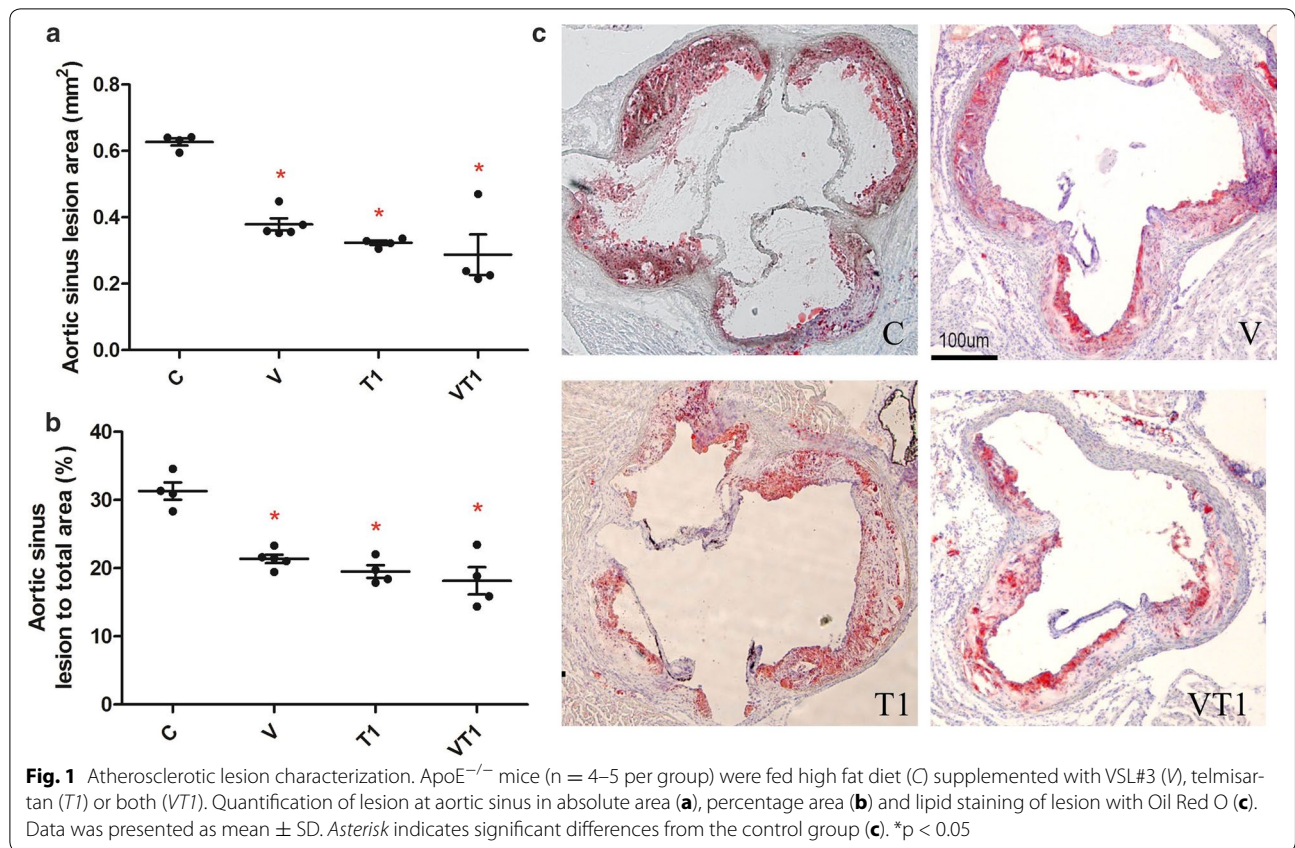 a
Aortic sinus lesion area (mm²)
0.8
0.6
0.4
0.2
0.0
*
*
*
C
V
T1
VT1
b
Aortic sinus
lesion to total area (%)
40
30
20
10
0
*
*
*
C
V
T1
VT1
c
C
V
100um
T1
VT1
Fig. 1 Atherosclerotic lesion characterization. ApoE⁻/⁻ mice (n = 4–5 per group) were fed high fat diet (C) supplemented with VSL#3 (V), telmisar-
tan (T1) or both (VT1). Quantification of lesion at aortic sinus in absolute area (a), percentage area (b) and lipid staining of lesion with Oil Red O (c).
Data was presented as mean ± SD. Asterisk indicates significant differences from the control group (c). *p < 0.05